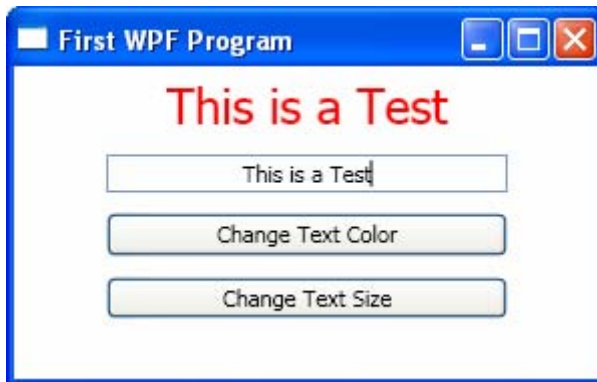 First WPF Program
This is a Test
This is a Test
Change Text Color
Change Text Size